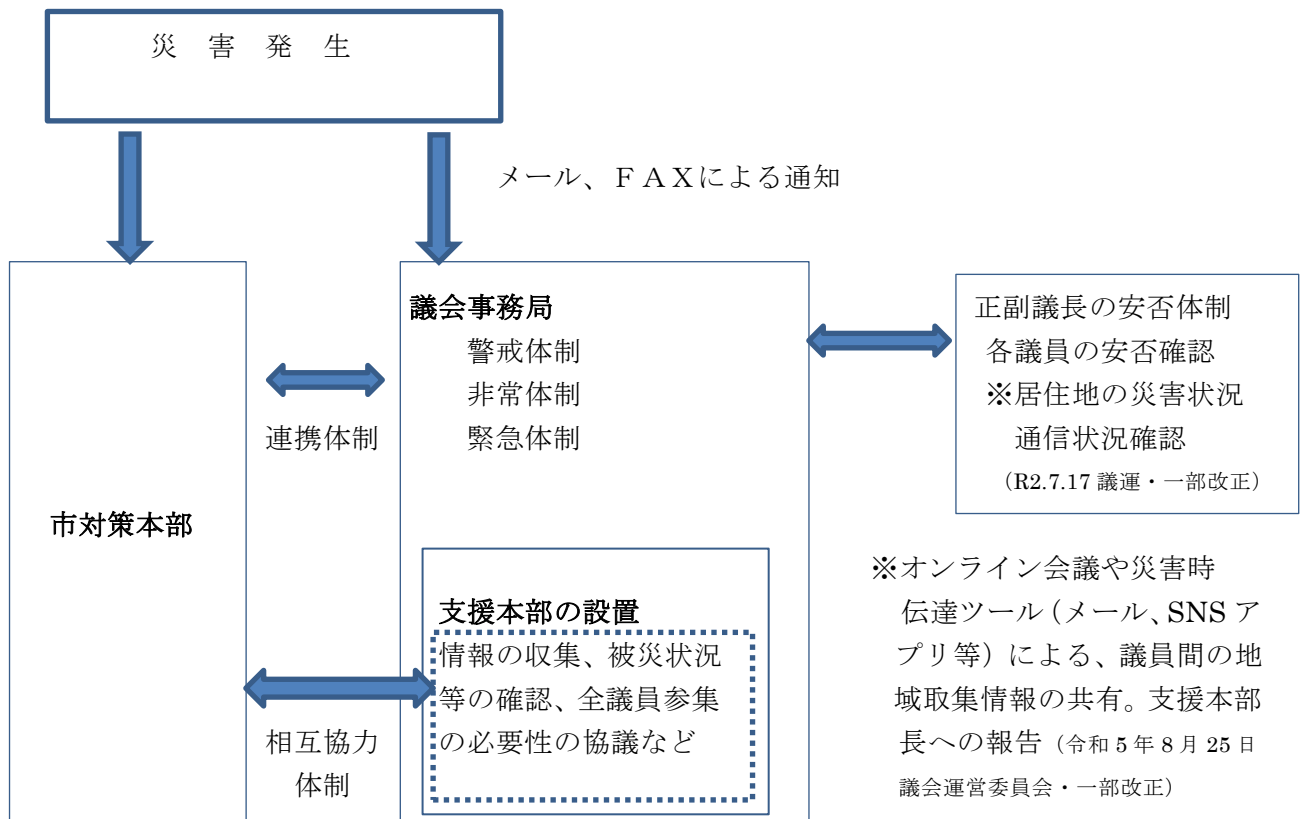 災 害 発 生
メール、ＦＡＸによる通知
市対策本部
連携体制
相互協力
体制
議会事務局
警戒体制
非常体制
緊急体制
支援本部の設置
情報の収集、被災状況
等の確認、全議員参集
の必要性の協議など
正副議長の安否体制
各議員の安否確認
※居住地の災害状況
通信状況確認
（R2.7.17 議運・一部改正）
※オンライン会議や災害時
伝達ツール（メール、SNS ア
プリ等）による、議員間の地
域取集情報の共有。支援本部
長への報告（令和 5 年 8 月 25 日
議会運営委員会・一部改正）